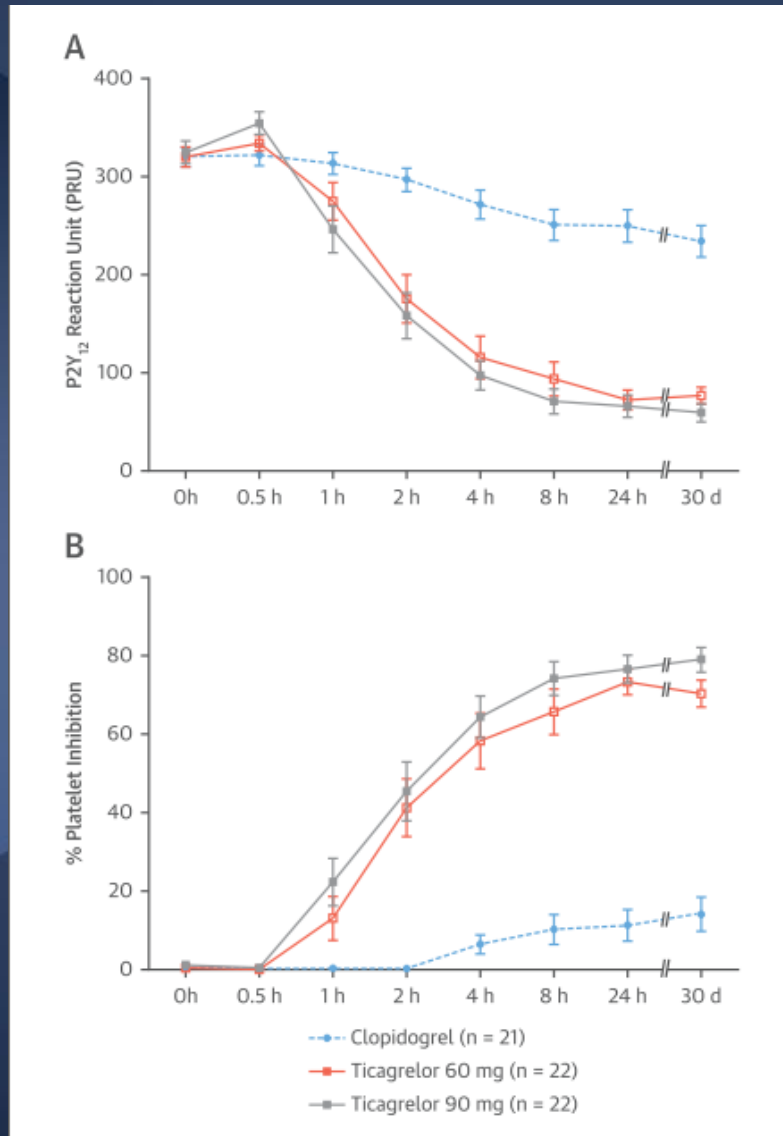 A
400
300
200
100
0
P2Y₁₂ Reaction Unit (PRU)
0h 0.5 h 1 h 2 h 4 h 8 h 24 h 30 d
B
100
80
60
40
20
0
% Platelet Inhibition
0h 0.5 h 1 h 2 h 4 h 8 h 24 h 30 d
Clopidogrel (n = 21)
Ticagrelor 60 mg (n = 22)
Ticagrelor 90 mg (n = 22)